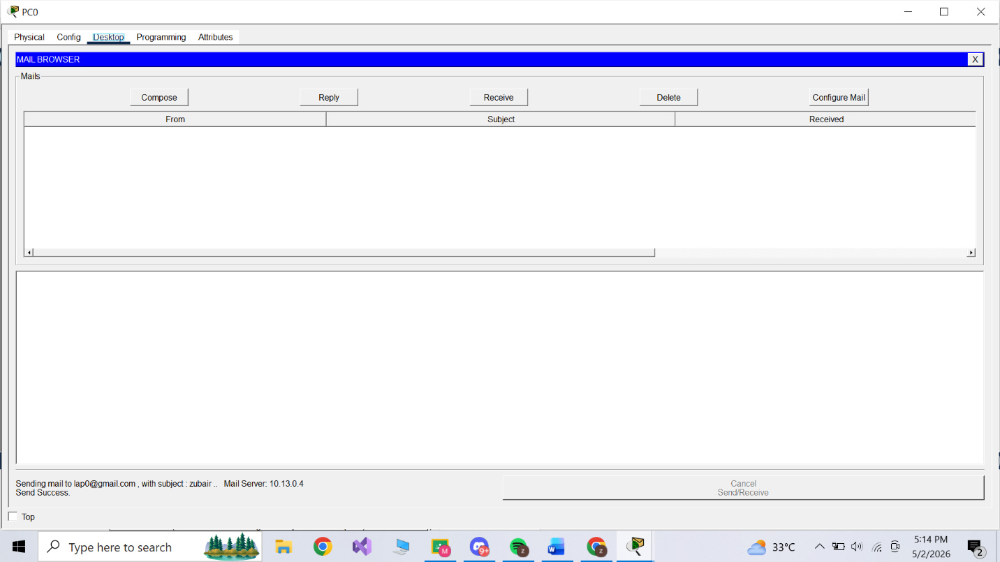 PC0
Physical Config Desktop Programming Attributes
MAIL BROWSER X
Mails
Compose Reply Receive Delete Configure Mail
From Subject Received
Sending mail to lap0@gmail.com , with subject : zubair .. Mail Server: 10.13.0.4
Send Success.
Cancel
Send/Receive
Top
Type here to search
M
9+
z
W
z
33°C
5:14 PM
5/2/2026
2